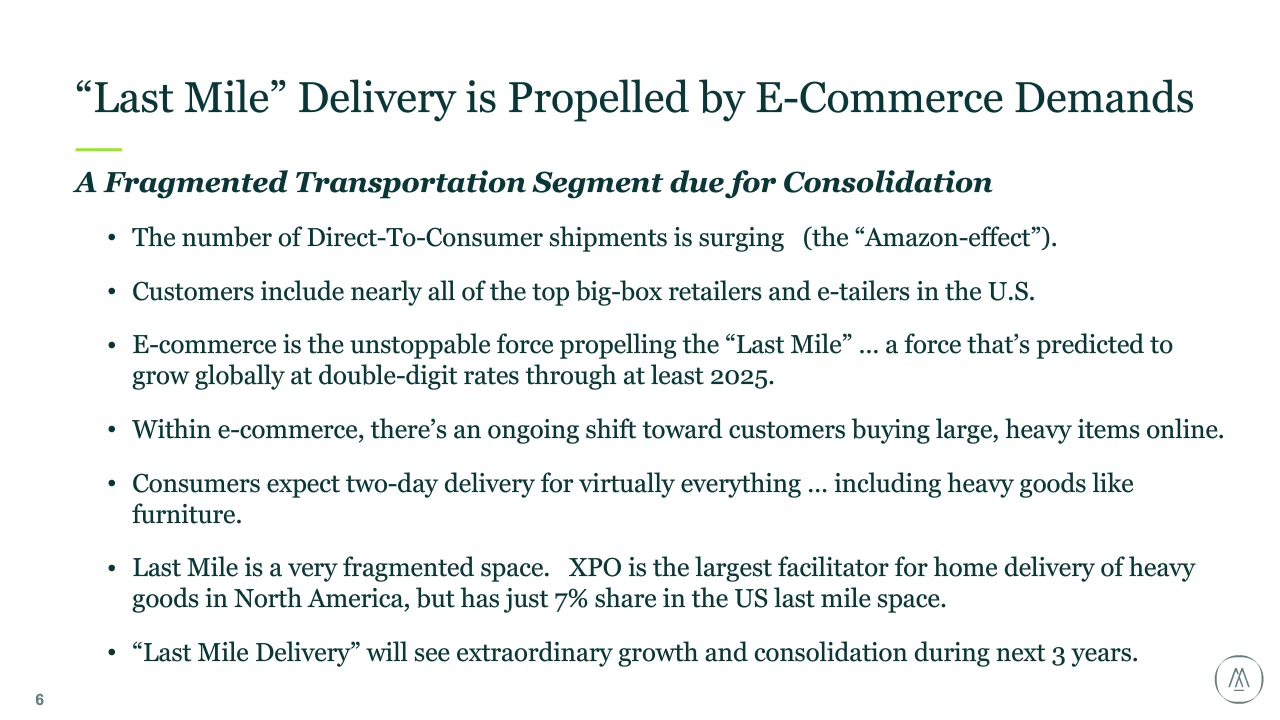 “Last Mile” Delivery is Propelled by E-Commerce Demands
A Fragmented Transportation Segment due for Consolidation
• The number of Direct-To-Consumer shipments is surging   (the “Amazon-effect”).
• Customers include nearly all of the top big-box retailers and e-tailers in the U.S.
• E-commerce is the unstoppable force propelling the “Last Mile” ... a force that’s predicted to
grow globally at double-digit rates through at least 2025.
• Within e-commerce, there’s an ongoing shift toward customers buying large, heavy items online.
• Consumers expect two-day delivery for virtually everything ... including heavy goods like
furniture.
• Last Mile is a very fragmented space.   XPO is the largest facilitator for home delivery of heavy
goods in North America, but has just 7% share in the US last mile space.
• “Last Mile Delivery” will see extraordinary growth and consolidation during next 3 years.
6